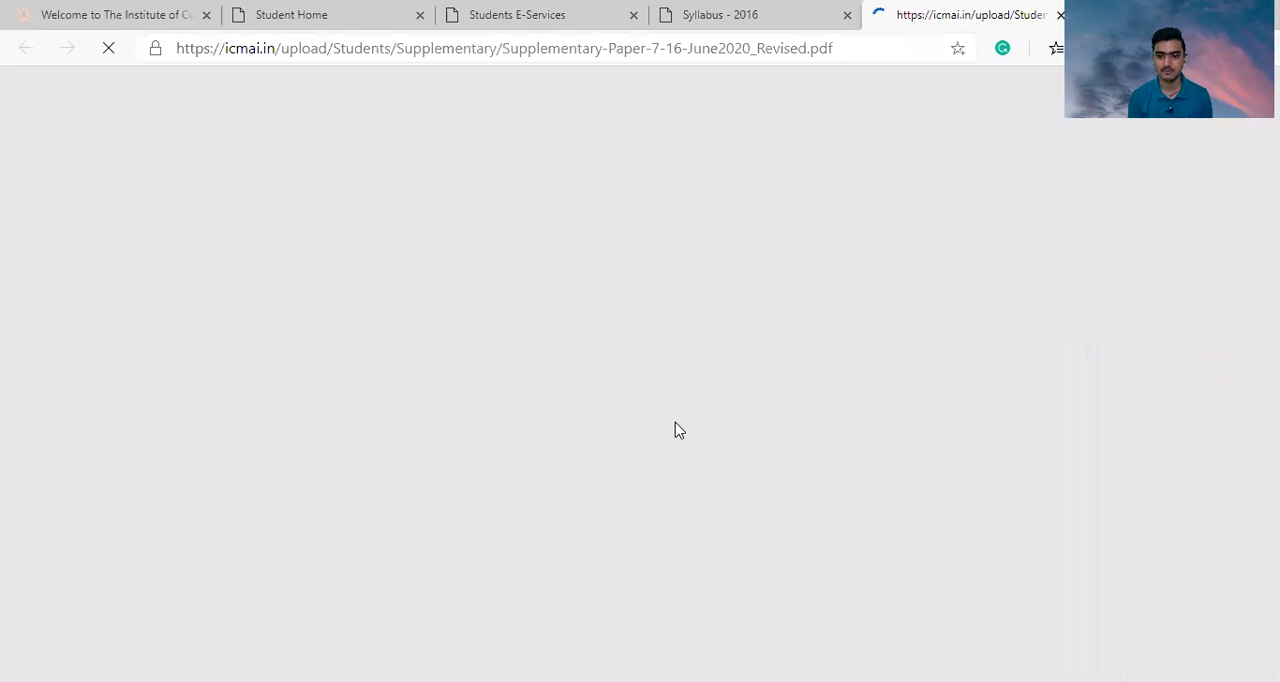 Welcome to The Institute of Ce
Student Home
Students E-Services
Syllabus - 2016
https://icmai.in/upload/Studer
https://icmai.in/upload/Students/Supplementary/Supplementary-Paper-7-16-June2020_Revised.pdf